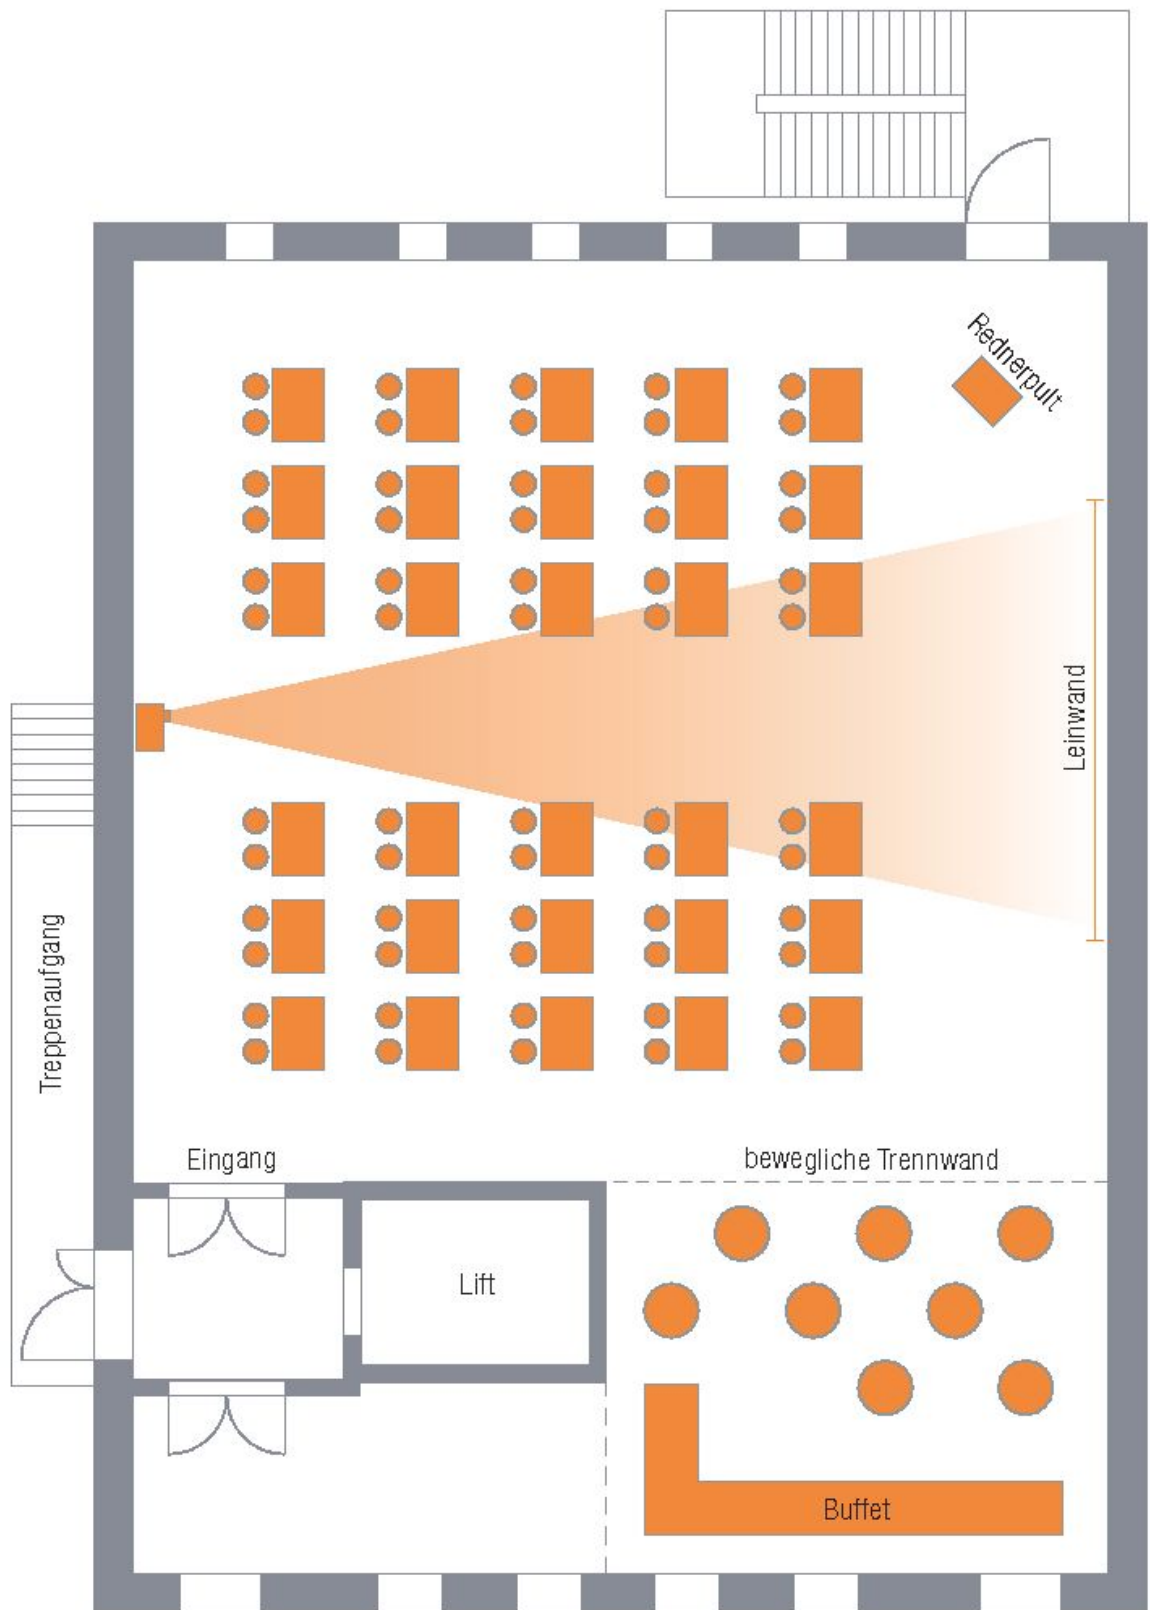 Rednerpult
Leinwand
Treppenaufgang
Eingang
bewegliche Trennwand
Lift
Buffet